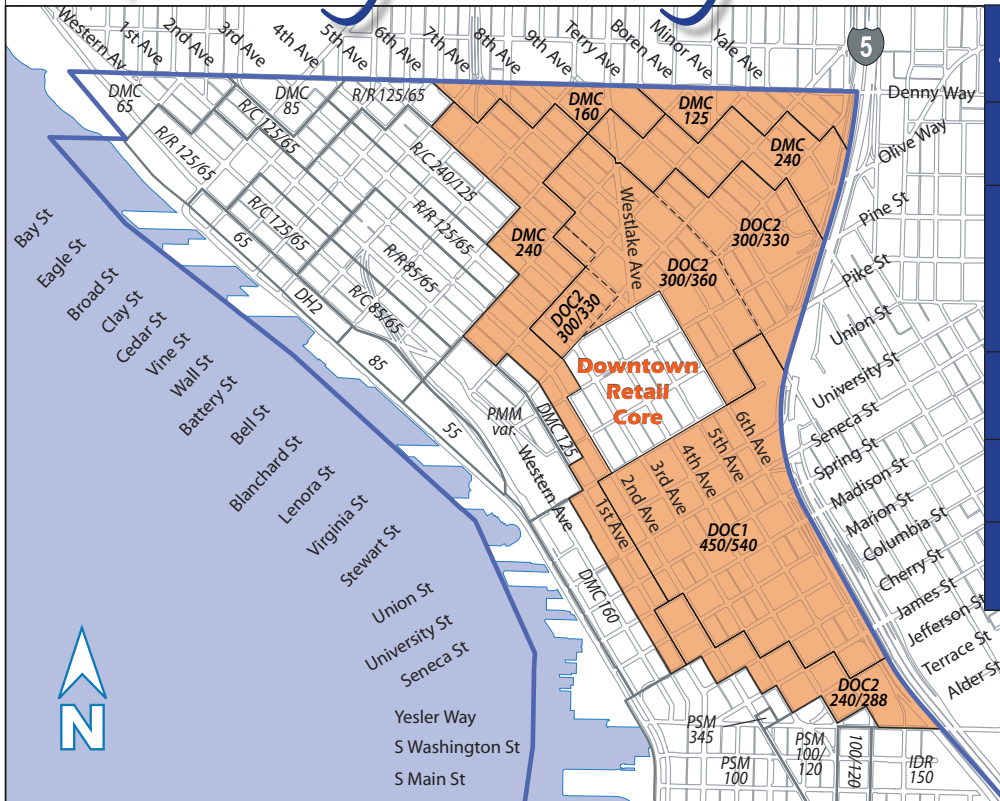 Western Av
1st Ave
2nd Ave
3rd Ave
4th Ave
5th Ave
6th Ave
7th Ave
8th Ave
9th Ave
Terry Ave
Boren Ave
Minor Ave
Yale Ave
5
Denny Way
Olive Way
Pine St
Pike St
Union St
University St
Seneca St
Spring St
Madison St
Marion St
Columbia St
Cherry St
James St
Jefferson St
Terrace St
Alder St
DMC
65
R/C 125/65
DMC
85
R/R 125/65
DMC
160
DMC
125
DMC
240
R/R 125/65
R/C 240/125
R/C 125/65
R/R 125/65
65
R/R 85/65
DMC
240
Westlake Ave
DOC2
300/330
DOC2
300/360
DH2
R/C 85/65
DOC2
300/330
85
Downtown
Retail
Core
PMM
var.
DMC 125
55
Western Ave
6th Ave
5th Ave
4th Ave
3rd Ave
2nd Ave
1st Ave
DOC1
450/540
DMC 160
DOC2
240/288
PSM
345
PSM
100
PSM
100/
120
100/120
IDR
150
Bay St
Eagle St
Broad St
Clay St
Cedar St
Vine St
Wall St
Battery St
Bell St
Blanchard St
Lenora St
Virginia St
Stewart St
Union St
University St
Seneca St
Yesler Way
S Washington St
S Main St
N